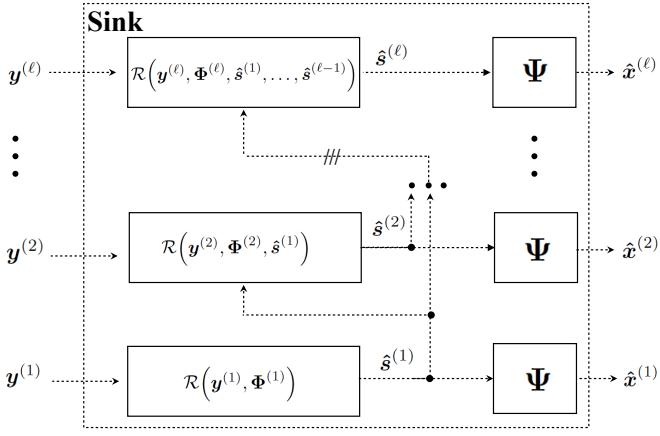 Sink
𝒚^(ℓ)
ℛ(𝒚^(ℓ), 𝚽^(ℓ), ŝ^(1), . . . , ŝ^(ℓ−1))
ŝ^(ℓ)
𝚿
x̂^(ℓ)
𝒚^(2)
ℛ(𝒚^(2), 𝚽^(2), ŝ^(1))
ŝ^(2)
𝚿
x̂^(2)
𝒚^(1)
ℛ(𝒚^(1), 𝚽^(1))
ŝ^(1)
𝚿
x̂^(1)